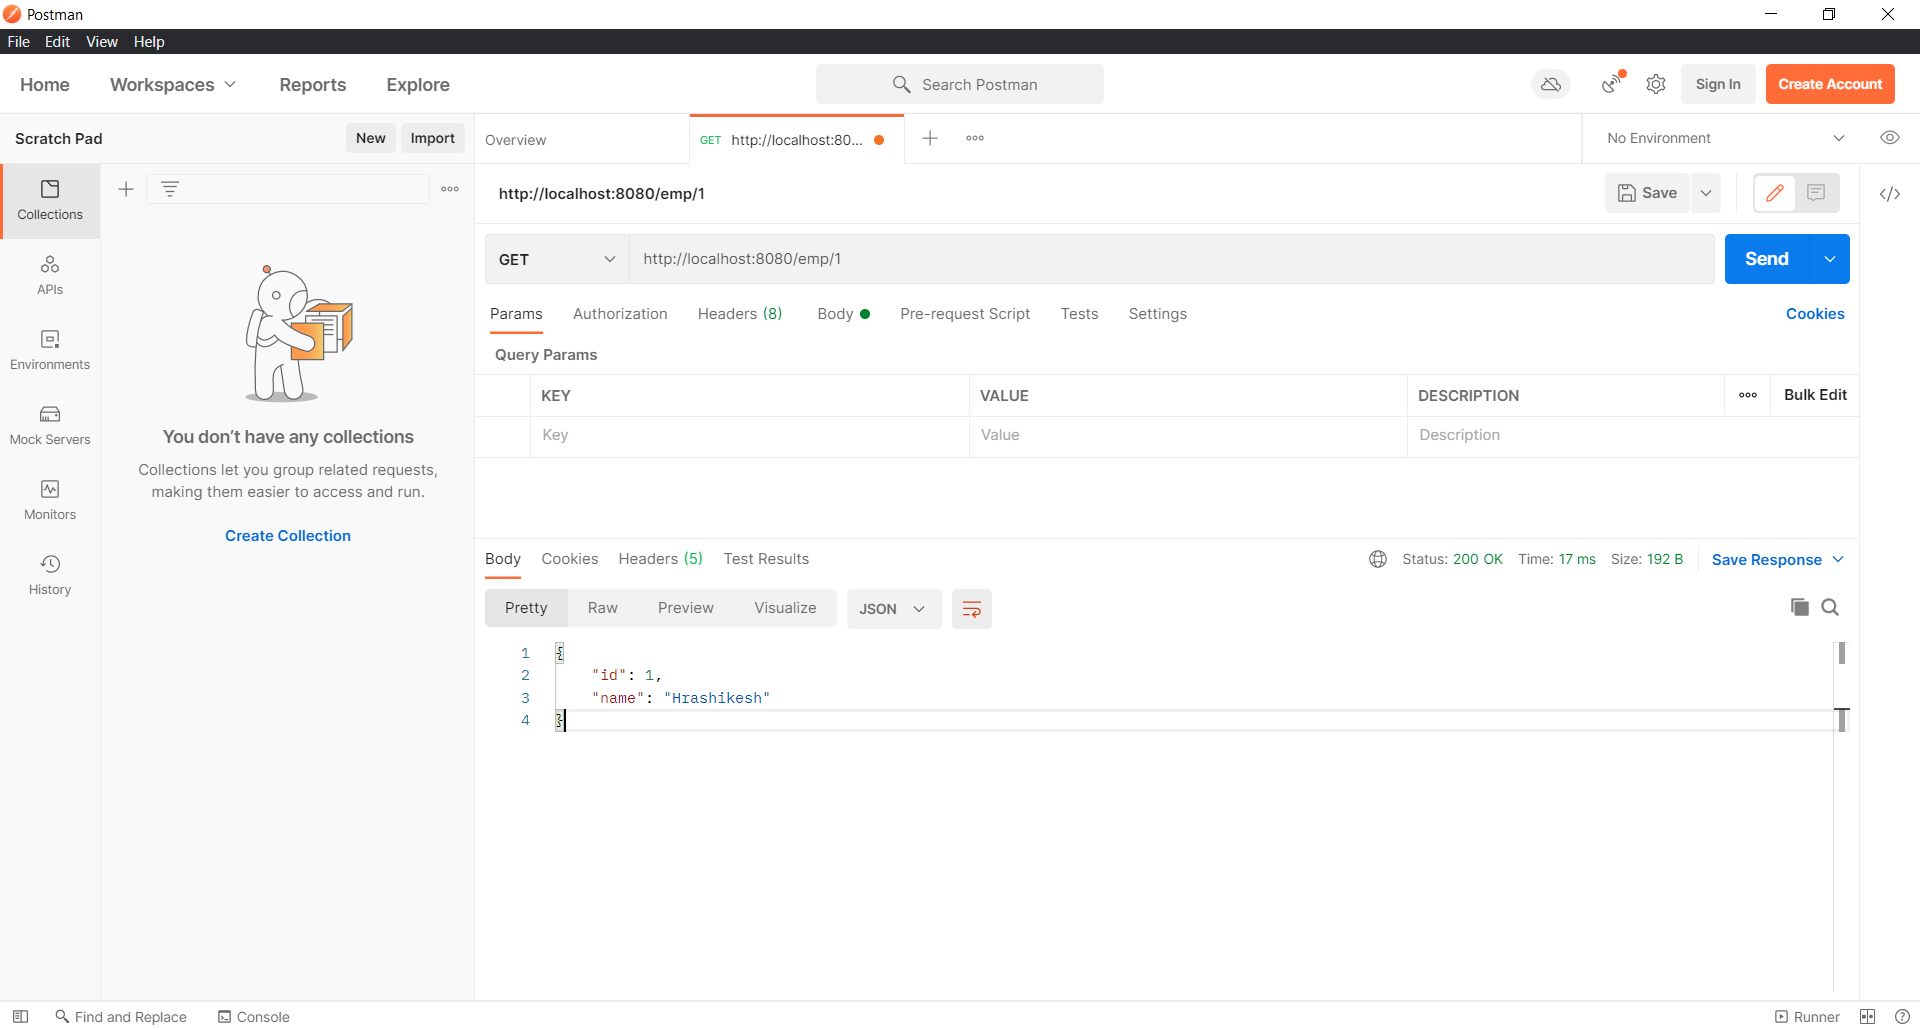 Postman
File Edit View Help
Home Workspaces Reports Explore Search Postman Sign In Create Account
Scratch Pad New Import Overview GET http://localhost:80... No Environment
Collections
APIs
Environments
Mock Servers
Monitors
History
You don’t have any collections
Collections let you group related requests,
making them easier to access and run.
Create Collection
http://localhost:8080/emp/1 Save
GET http://localhost:8080/emp/1 Send
Params Authorization Headers (8) Body Pre-request Script Tests Settings Cookies
Query Params
KEY VALUE DESCRIPTION Bulk Edit
Key Value Description
Body Cookies Headers (5) Test Results Status: 200 OK Time: 17 ms Size: 192 B Save Response
Pretty Raw Preview Visualize JSON
1 {
2 "id": 1,
3 "name": "Hrashikesh"
4 }
Find and Replace Console Runner